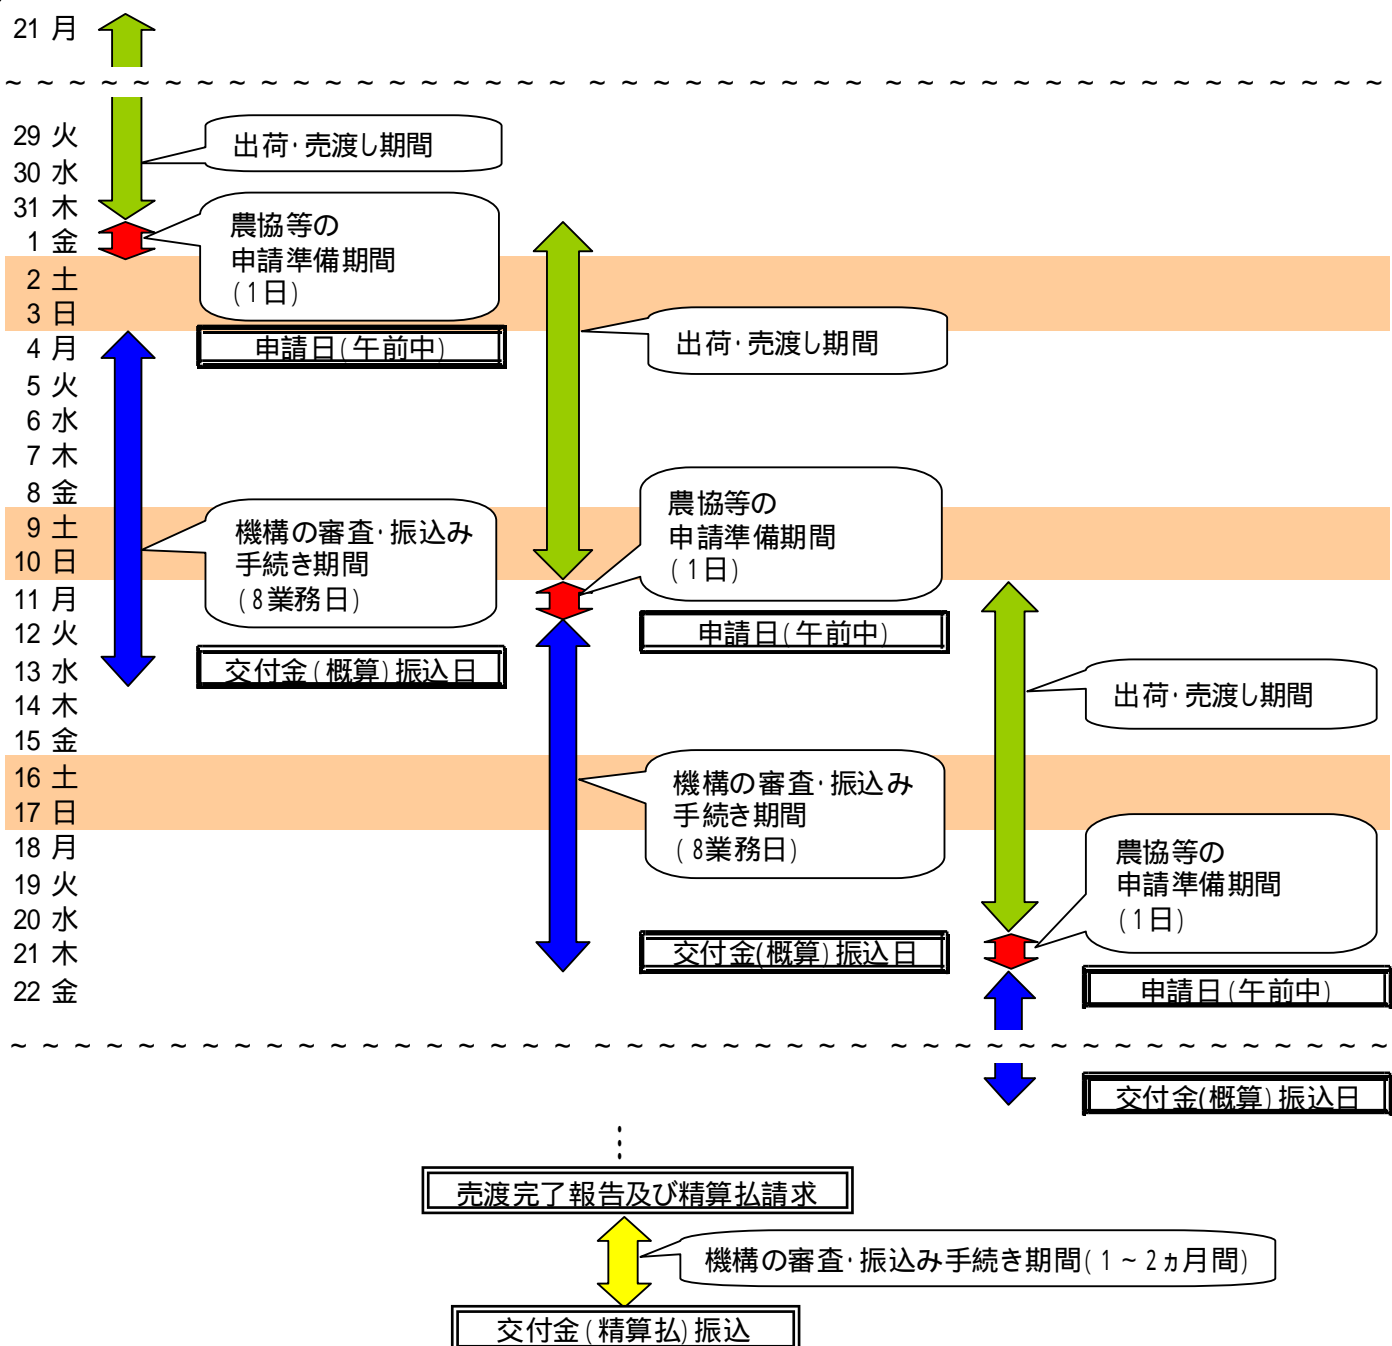 21 月
～～～～～～～～～～～～～～～～～～～～～～～～～～～～～～～～～～～～～～～～～～～
29 火
30 水
31 木
1 金
2 土
3 日
4 月
5 火
6 水
7 木
8 金
9 土
10 日
11 月
12 火
13 水
14 木
15 金
16 土
17 日
18 月
19 火
20 水
21 木
22 金
出荷・売渡し期間
農協等の
申請準備期間
(1日)
申請日(午前中)
機構の審査・振込み
手続き期間
(8業務日)
交付金(概算)振込日
出荷・売渡し期間
農協等の
申請準備期間
(1日)
申請日(午前中)
機構の審査・振込み
手続き期間
(8業務日)
交付金(概算)振込日
出荷・売渡し期間
農協等の
申請準備期間
(1日)
申請日(午前中)
～～～～～～～～～～～～～～～～～～～～～～～～～～～～～～～～～～～～～～～～～～～
交付金(概算)振込日
売渡完了報告及び精算払請求
機構の審査・振込み手続き期間(1～2ヵ月間)
交付金(精算払)振込